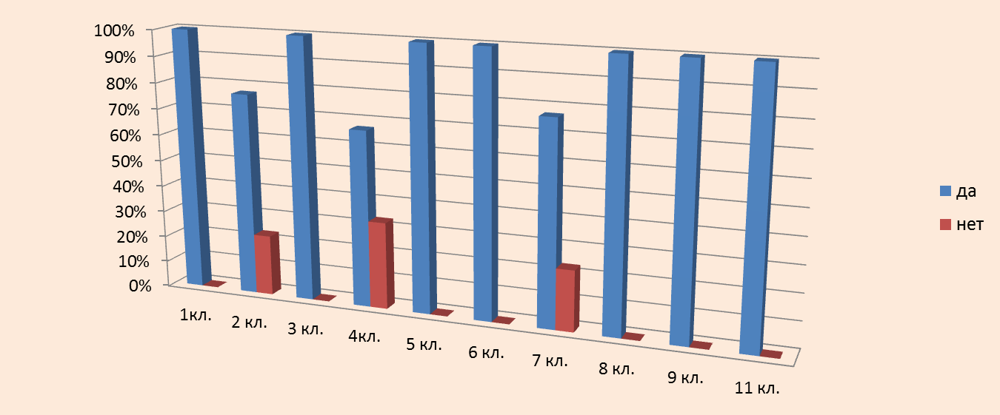 100%
90%
80%
70%
60%
50%
40%
30%
20%
10%
0%
1кл.
2 кл.
3 кл.
4кл.
5 кл.
6 кл.
7 кл.
8 кл.
9 кл.
11 кл.
да
нет